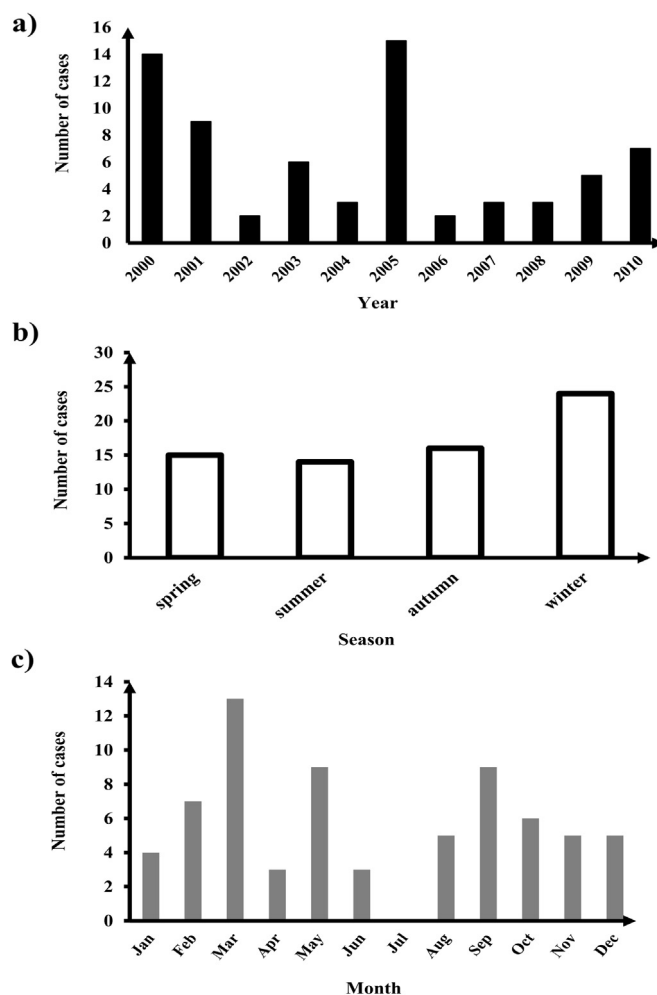 a)
Number of cases
16
14
12
10
8
6
4
2
0
2000 2001 2002 2003 2004 2005 2006 2007 2008 2009 2010
Year
b)
Number of cases
30
25
20
15
10
5
0
spring summer autumn winter
Season
c)
Number of cases
14
12
10
8
6
4
2
0
Jan Feb Mar Apr May Jun Jul Aug Sep Oct Nov Dec
Month